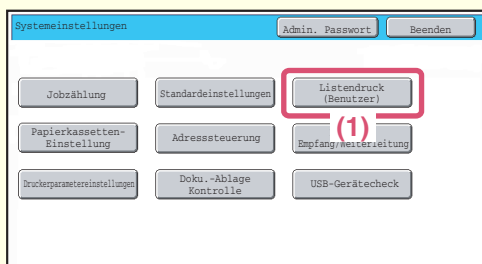 Systemeinstellungen
Admin. Passwort
Beenden
Jobzählung
Standardeinstellungen
Listendruck
(Benutzer)
Papierkassetten-
Einstellung
Adresssteuerung
(1)
Empfang/Weiterleitung
Druckerparametereinstellungen
Doku.-Ablage
Kontrolle
USB-Gerätecheck